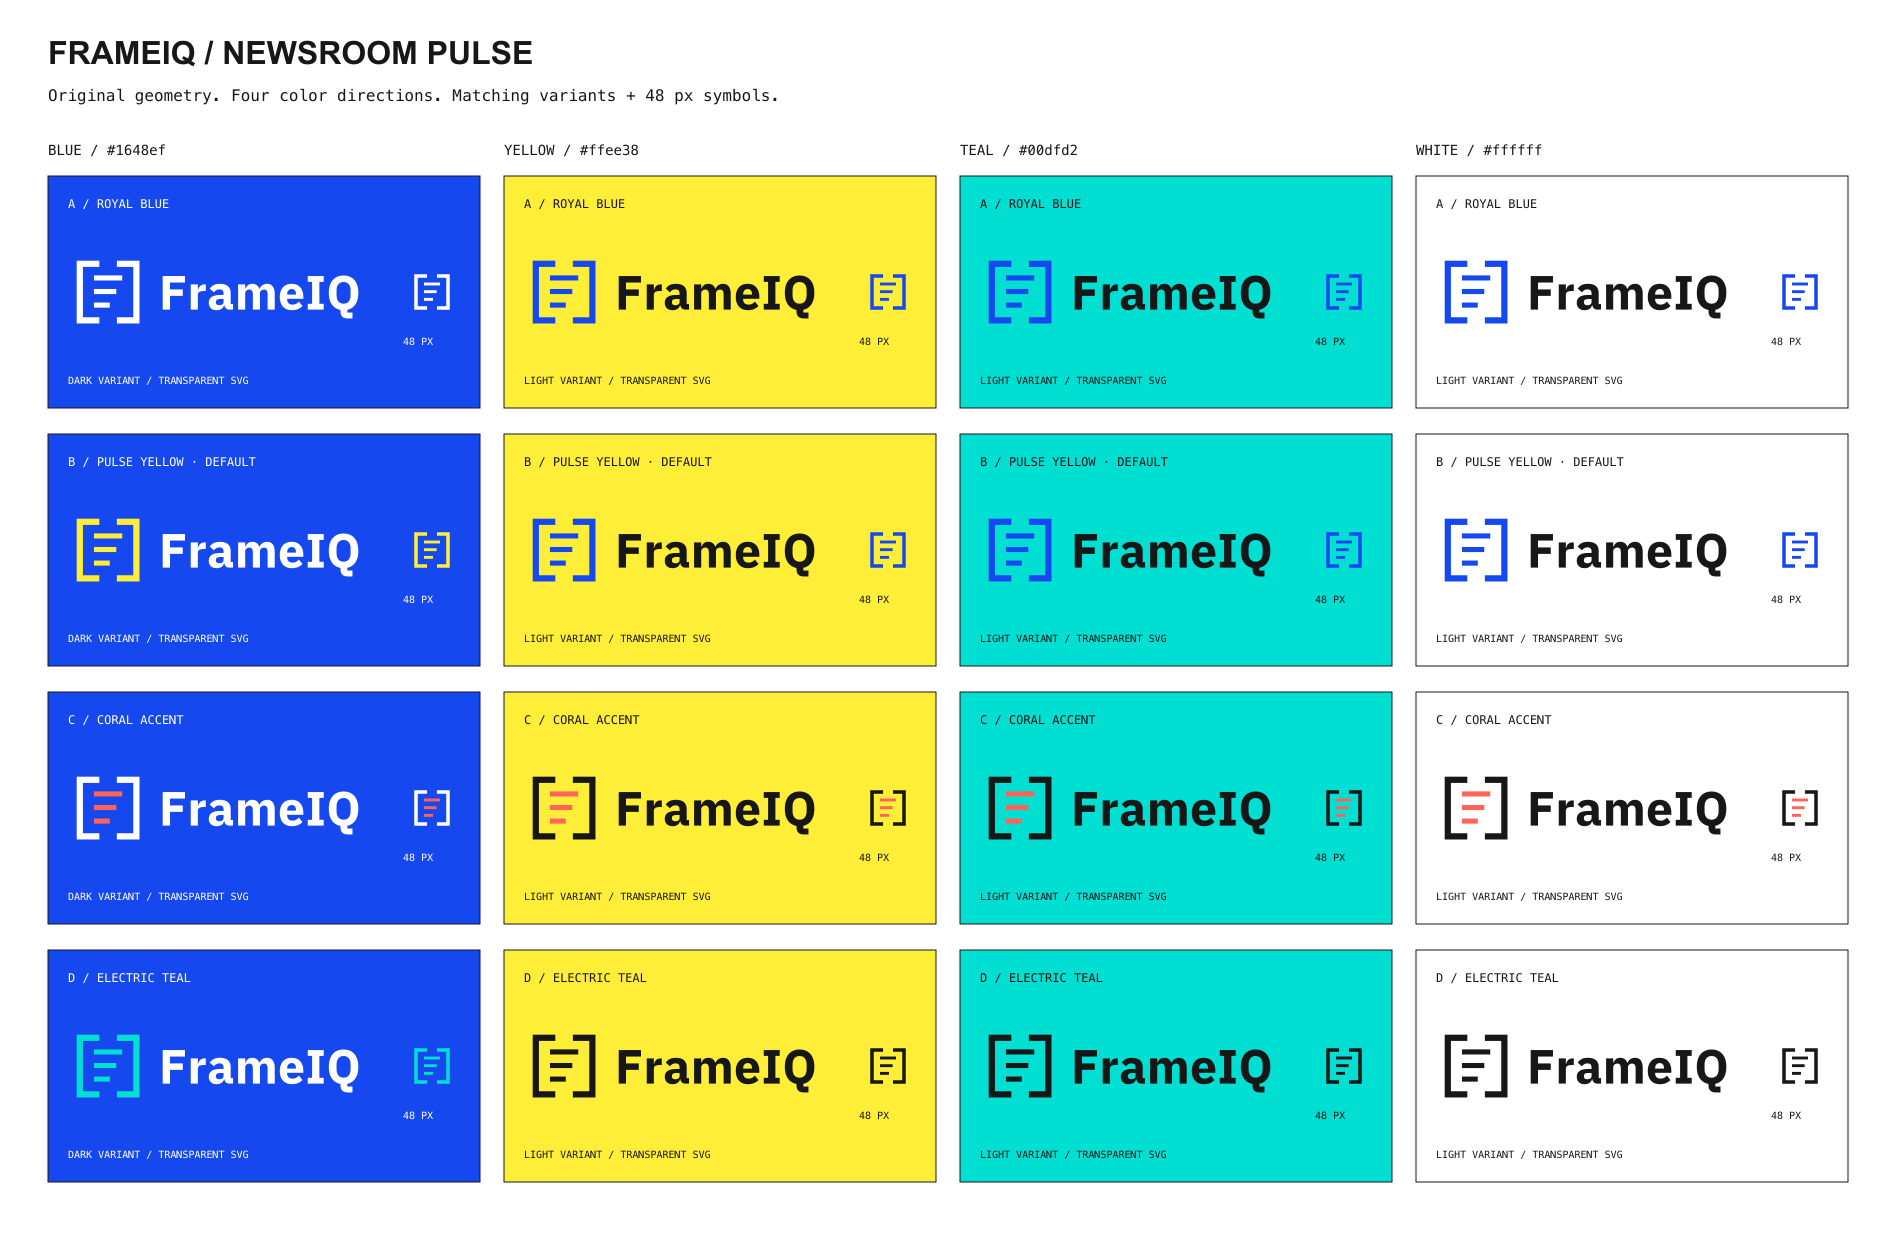 FRAMEIQ / NEWSROOM PULSE
Original geometry. Four color directions. Matching variants + 48 px symbols.
BLUE / #1648ef
YELLOW / #ffee38
TEAL / #00dfd2
WHITE / #ffffff
A / ROYAL BLUE
FrameIQ
48 PX
DARK VARIANT / TRANSPARENT SVG
A / ROYAL BLUE
FrameIQ
48 PX
LIGHT VARIANT / TRANSPARENT SVG
A / ROYAL BLUE
FrameIQ
48 PX
LIGHT VARIANT / TRANSPARENT SVG
A / ROYAL BLUE
FrameIQ
48 PX
LIGHT VARIANT / TRANSPARENT SVG
B / PULSE YELLOW · DEFAULT
FrameIQ
48 PX
DARK VARIANT / TRANSPARENT SVG
B / PULSE YELLOW · DEFAULT
FrameIQ
48 PX
LIGHT VARIANT / TRANSPARENT SVG
B / PULSE YELLOW · DEFAULT
FrameIQ
48 PX
LIGHT VARIANT / TRANSPARENT SVG
B / PULSE YELLOW · DEFAULT
FrameIQ
48 PX
LIGHT VARIANT / TRANSPARENT SVG
C / CORAL ACCENT
FrameIQ
48 PX
DARK VARIANT / TRANSPARENT SVG
C / CORAL ACCENT
FrameIQ
48 PX
LIGHT VARIANT / TRANSPARENT SVG
C / CORAL ACCENT
FrameIQ
48 PX
LIGHT VARIANT / TRANSPARENT SVG
C / CORAL ACCENT
FrameIQ
48 PX
LIGHT VARIANT / TRANSPARENT SVG
D / ELECTRIC TEAL
FrameIQ
48 PX
DARK VARIANT / TRANSPARENT SVG
D / ELECTRIC TEAL
FrameIQ
48 PX
LIGHT VARIANT / TRANSPARENT SVG
D / ELECTRIC TEAL
FrameIQ
48 PX
LIGHT VARIANT / TRANSPARENT SVG
D / ELECTRIC TEAL
FrameIQ
48 PX
LIGHT VARIANT / TRANSPARENT SVG